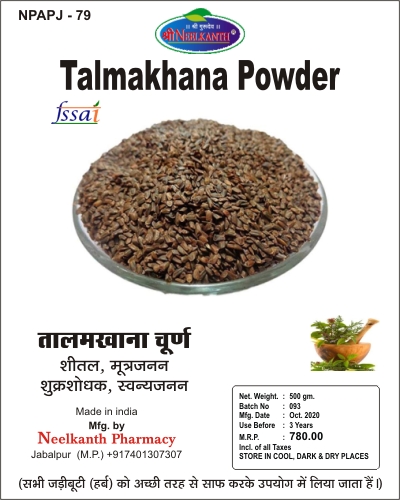 NPAPJ - 79
॥ श्री गुरूदेव ॥
श्री NEELKANTH ®
Talmakhana Powder
fssai
तालमखाना चूर्ण
शीतल, मूत्रजनन
शुक्रशोधक, स्वन्यजनन
Made in india
Mfg. by
Neelkanth Pharmacy
Jabalpur (M.P.) +917401307307
Net. Weight. : 500 gm.
Batch No : 093
Mfg. Date : Oct. 2020
Use Before : 3 Years
M.R.P. : 780.00
Incl. of all Taxes
STORE IN COOL, DARK & DRY PLACES
(सभी जड़ीबूटी (हर्ब) को अच्छी तरह से साफ करके उपयोग में लिया जाता हैं।)